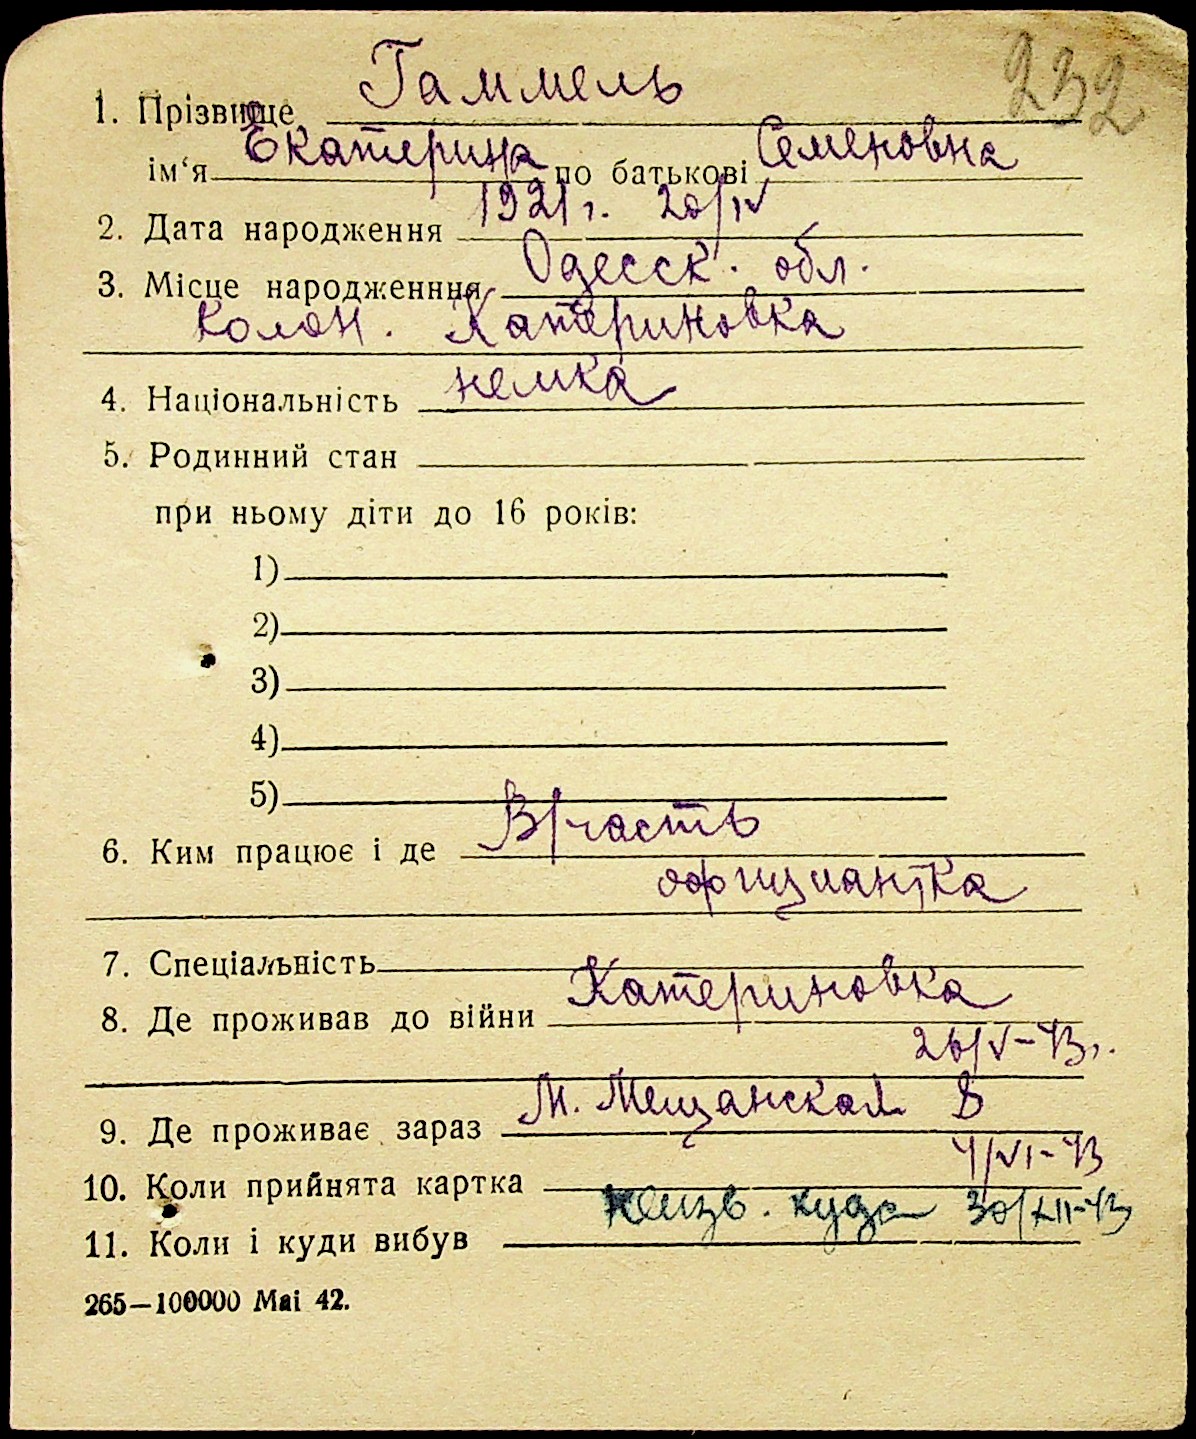 232
Гаммель
1. Прізвище
Екатерина Семеновна
ім‘я по батькові
1921 г. 20/IV
2. Дата народження
Одесск. обл.
3. Місце народженння
колон. Катериновка
немка
4. Національність
5. Родинний стан
при ньому діти до 16 років:
1)
2)
3)
4)
5)
В/часть
6. Ким працює і де
официантка
7. Спеціальність
Катериновка
8. Де проживав до війни
26/V-43г.
М. Мещанская 8
9. Де проживає зараз
4/VI-43
10. Коли прийнята картка
неизв. куда 30/XII-43
11. Коли і куди вибув
265—100000 Маі 42.